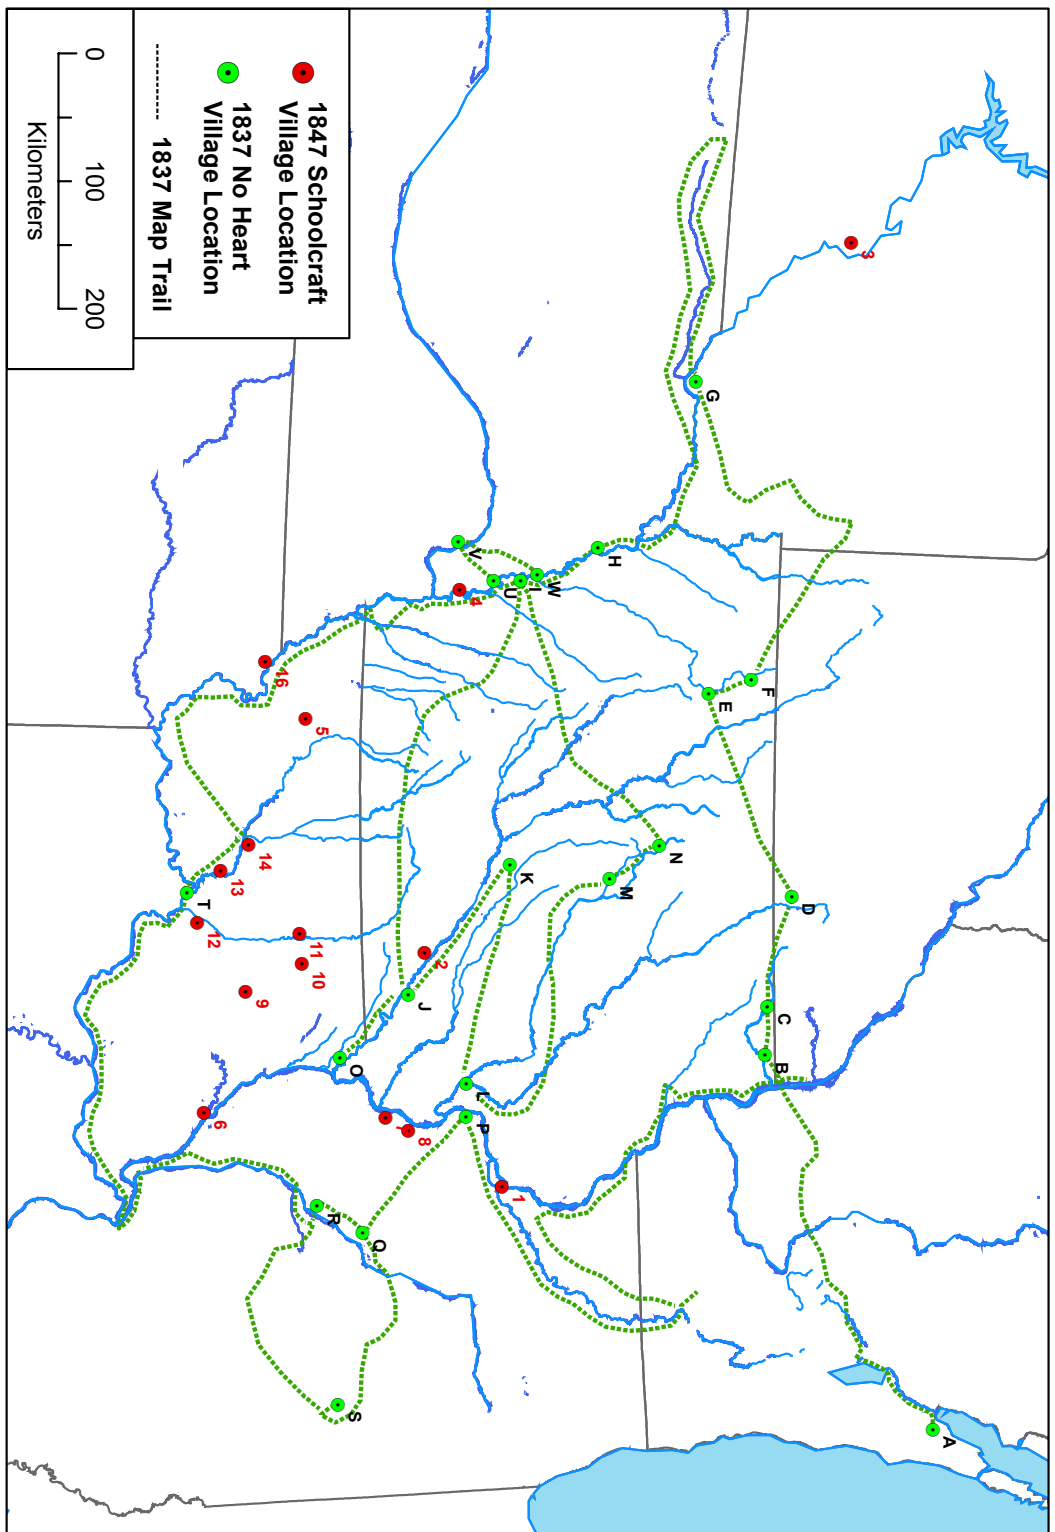 1847 Schoolcraft
Village Location
1837 No Heart
Village Location
1837 Map Trail
0 100 200
Kilometers
A
B
C
D
E
F
G
H
I
J
K
L
M
N
O
P
Q
R
S
T
U
V
W
1
2
3
4
5
6
7
8
9
10
11
12
13
14
16